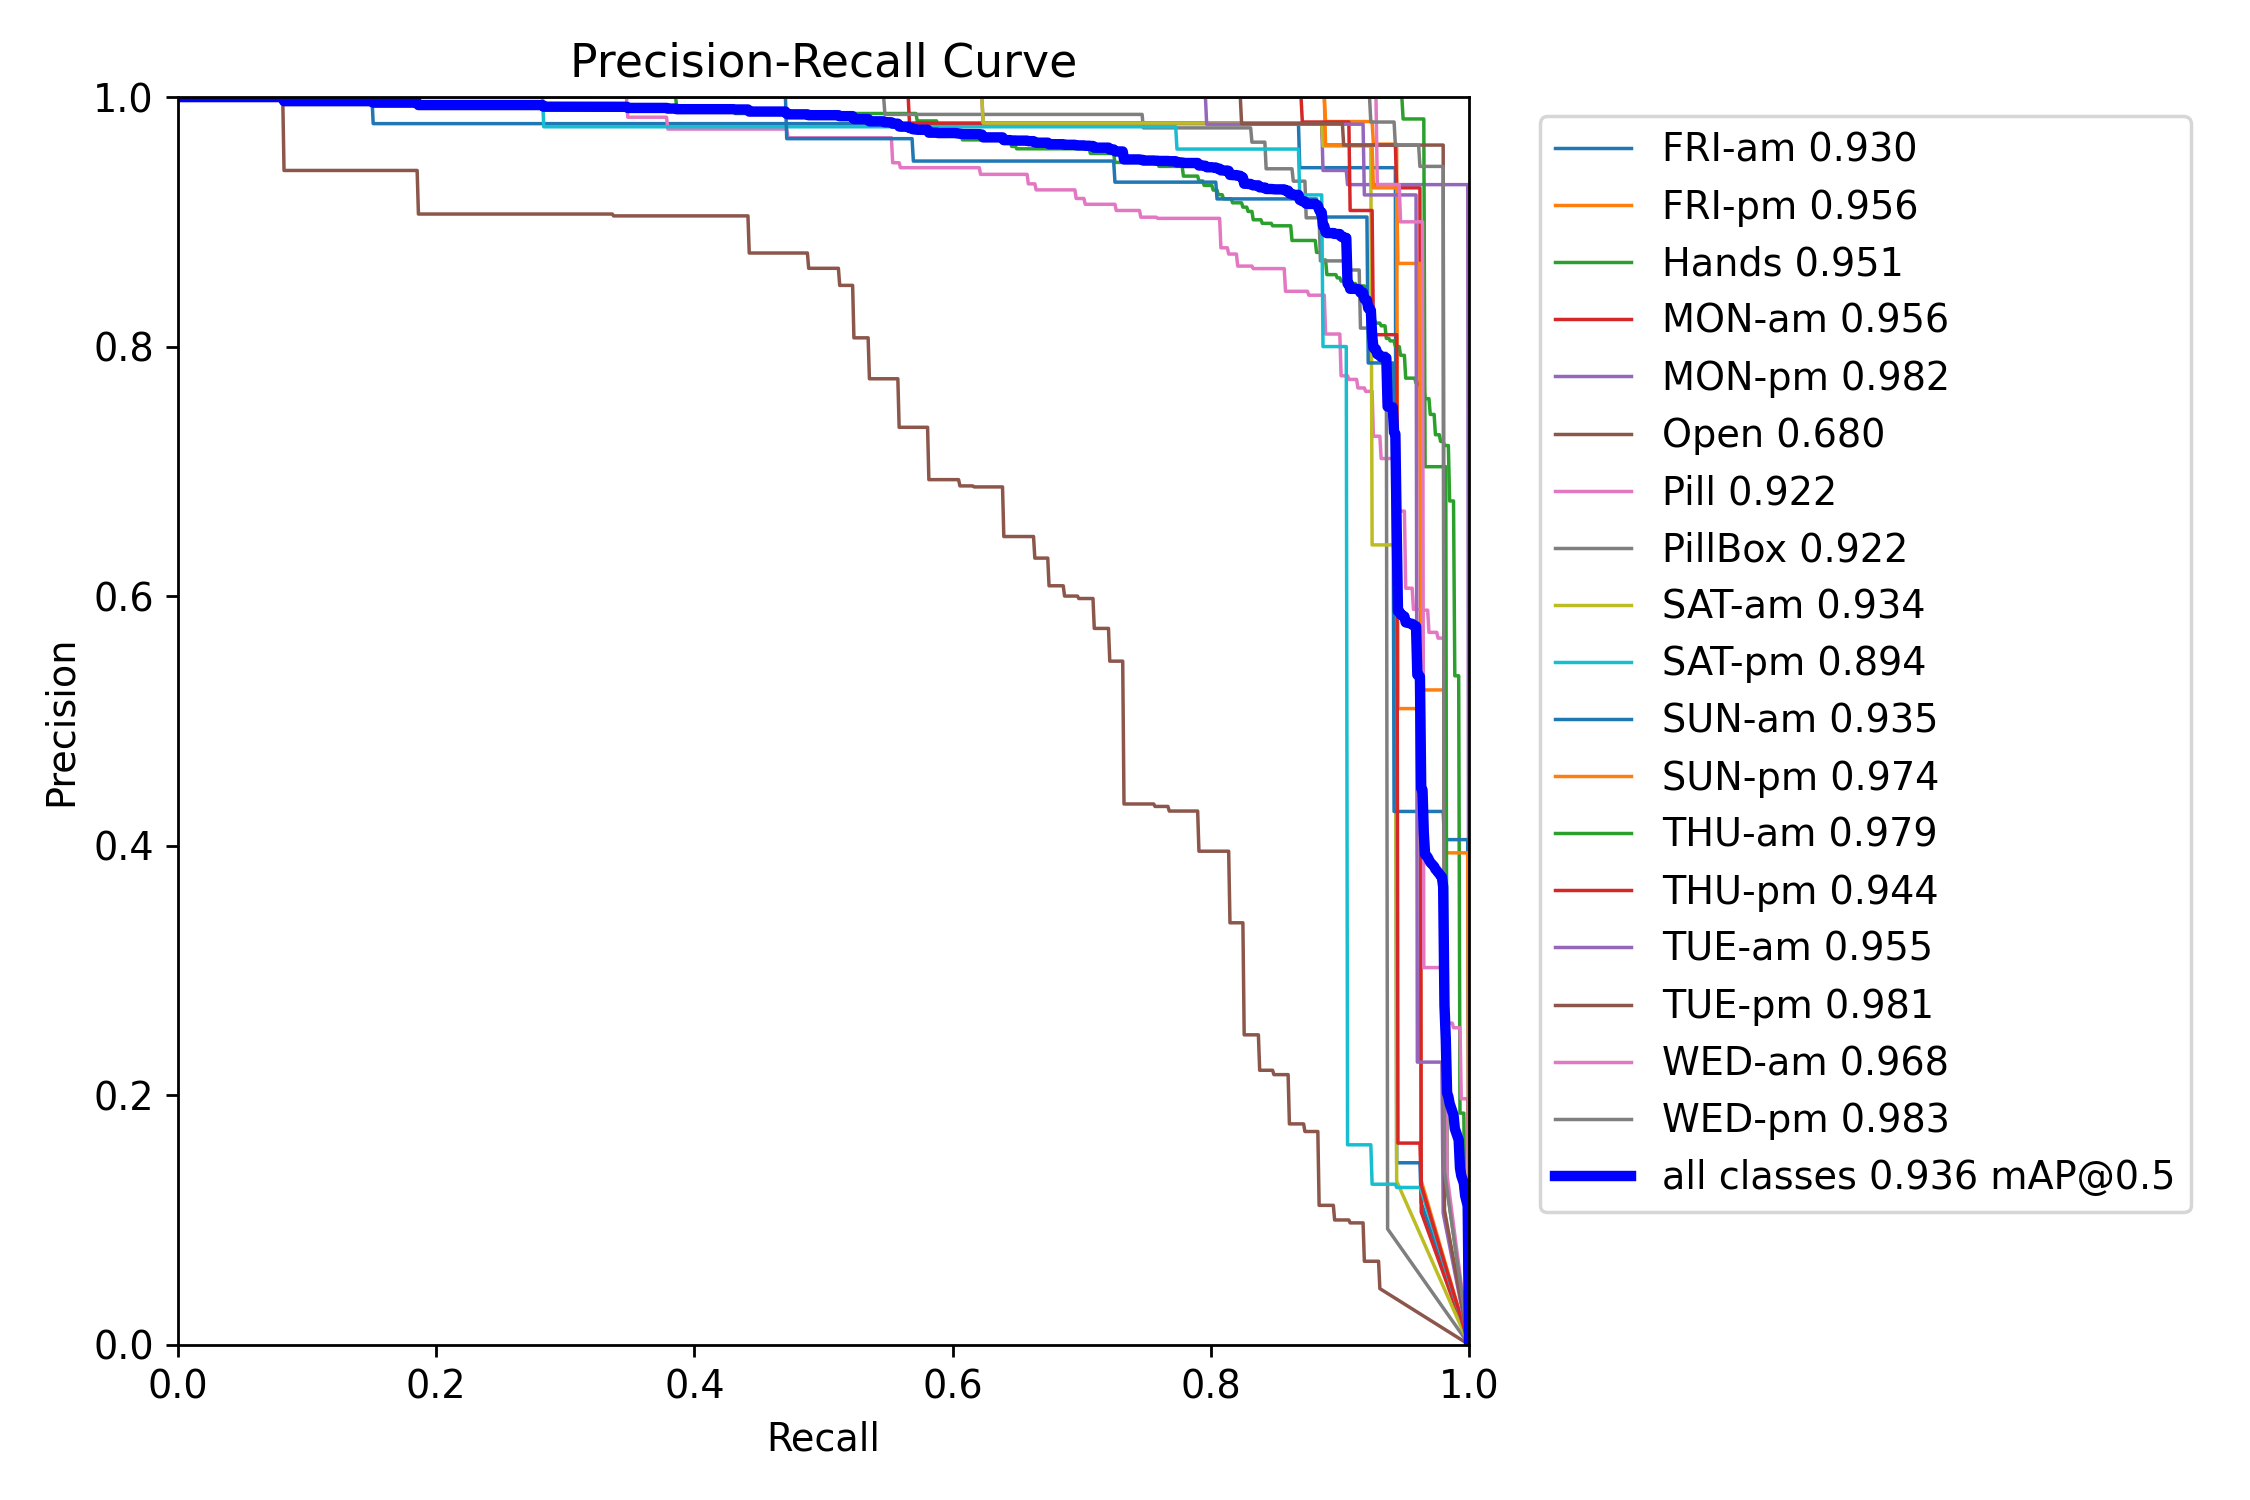 Precision-Recall Curve
1.0
0.8
0.6
0.4
0.2
0.0
Precision
0.0 0.2 0.4 0.6 0.8 1.0
Recall
FRI-am 0.930
FRI-pm 0.956
Hands 0.951
MON-am 0.956
MON-pm 0.982
Open 0.680
Pill 0.922
PillBox 0.922
SAT-am 0.934
SAT-pm 0.894
SUN-am 0.935
SUN-pm 0.974
THU-am 0.979
THU-pm 0.944
TUE-am 0.955
TUE-pm 0.981
WED-am 0.968
WED-pm 0.983
all classes 0.936 mAP@0.5